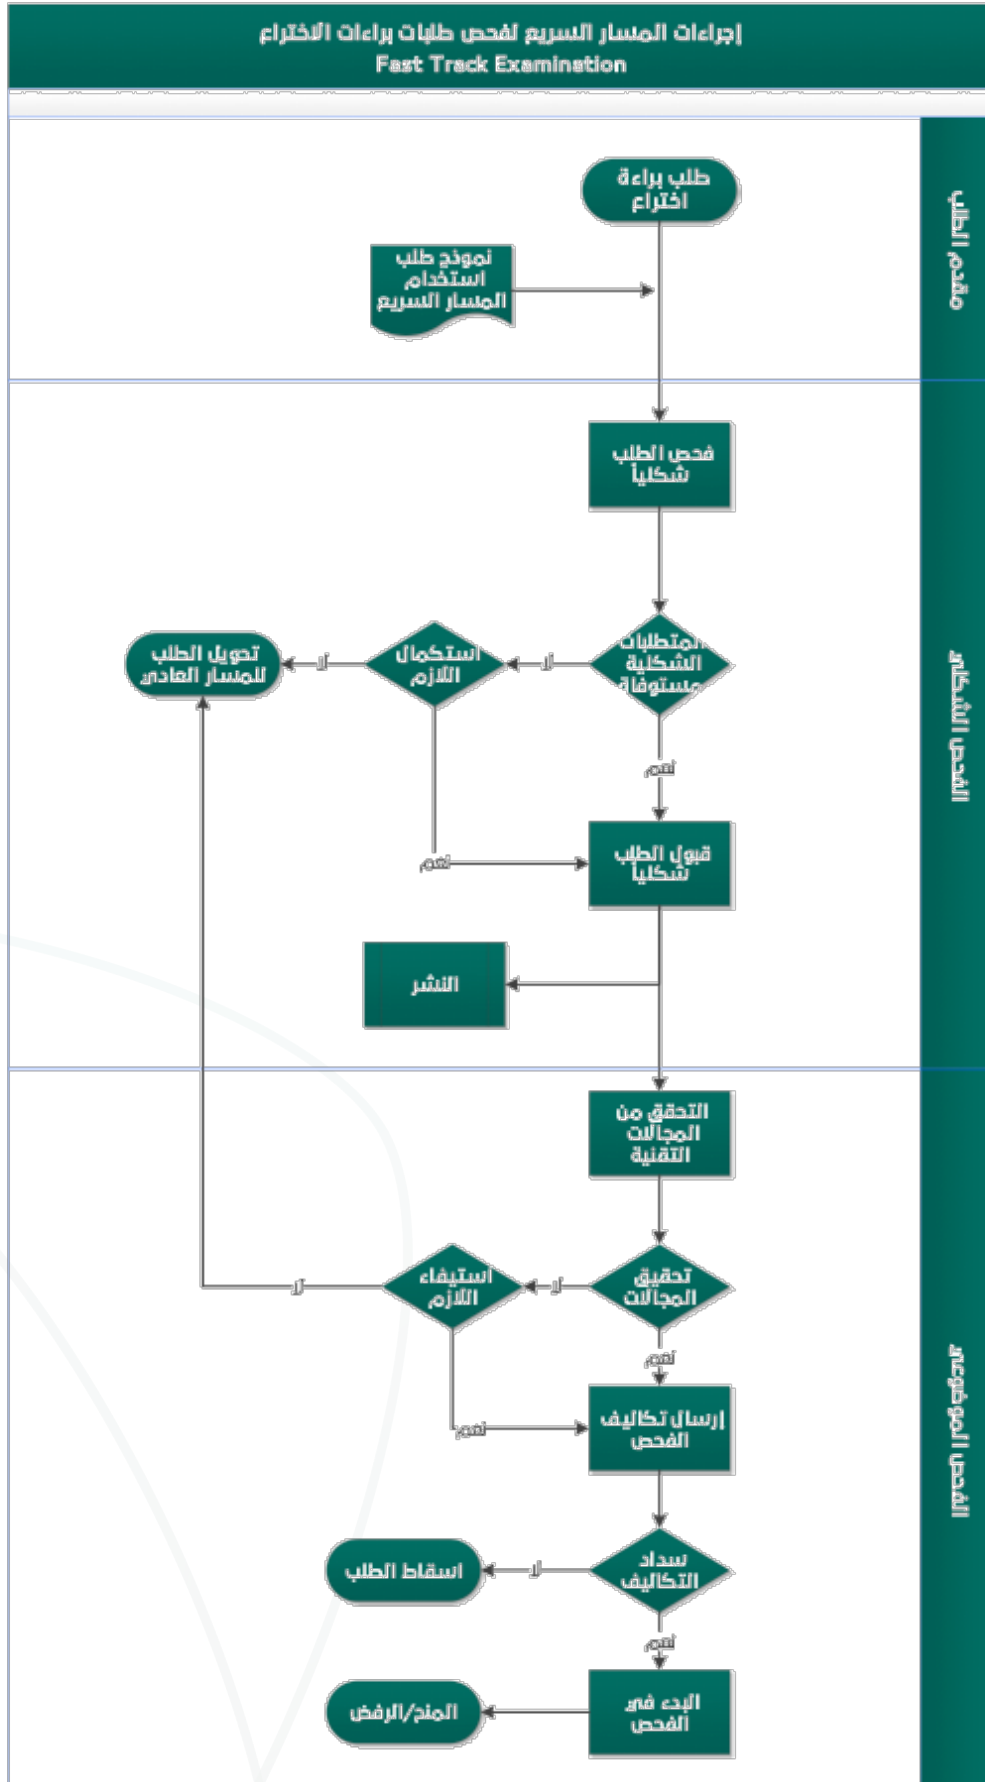 إجراءات المسار السريع لفحص طلبات براءات الاختراع
Fast Track Examination
مقدم الطلب
طلب براءة
اختراع
نموذج طلب
استخدام
المسار السريع
الفحص الشكلي
فحص الطلب
شكلياً
المتطلبات
الشكلية
مستوفاة
لا
استكمال
اللازم
لا
تحويل الطلب
للمسار العادي
نعم
نعم
قبول الطلب
شكلياً
النشر
الفحص الموضوعي
التحقق من
المجالات
التقنية
تحقيق
المجالات
لا
استيفاء
اللازم
لا
نعم
نعم
إرسال تكاليف
الفحص
سداد
التكاليف
لا
اسقاط الطلب
نعم
البدء في
الفحص
المنح/الرفض